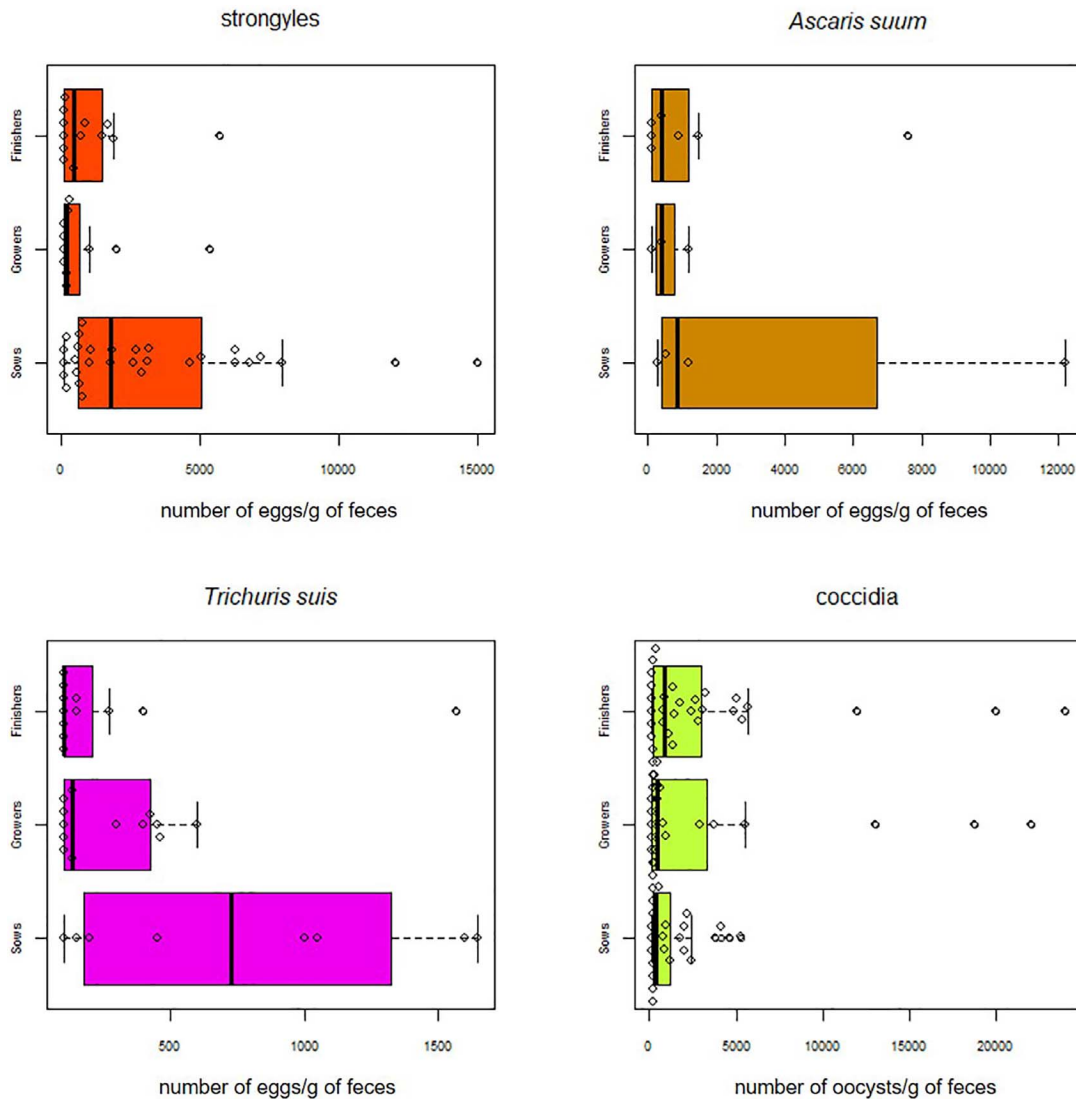 strongyles
Finishers
Growers
Sows
0 5000 10000 15000
number of eggs/g of feces
Ascaris suum
Finishers
Growers
Sows
0 2000 4000 6000 8000 10000 12000
number of eggs/g of feces
Trichuris suis
Finishers
Growers
Sows
500 1000 1500
number of eggs/g of feces
coccidia
Finishers
Growers
Sows
0 5000 10000 15000 20000
number of oocysts/g of feces